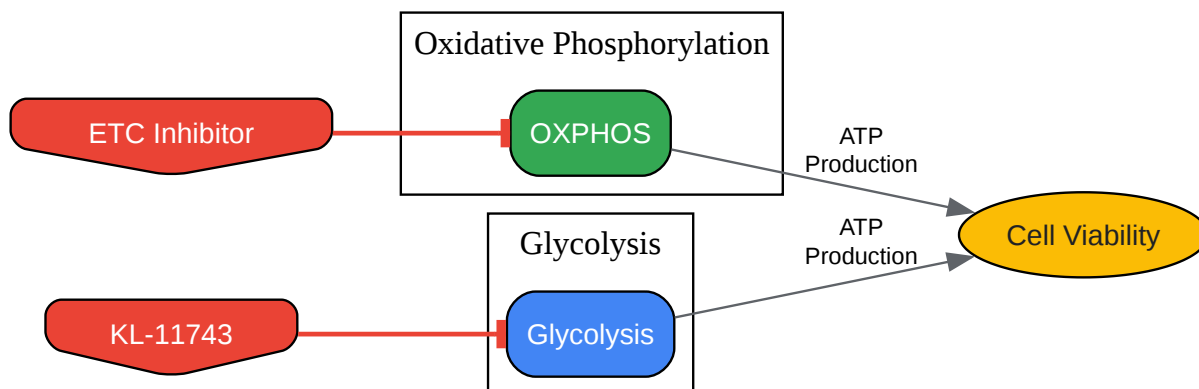 Oxidative Phosphorylation
ETC Inhibitor
OXPHOS
ATP
Production
Cell Viability
Glycolysis
ATP
Production
KL-11743
Glycolysis